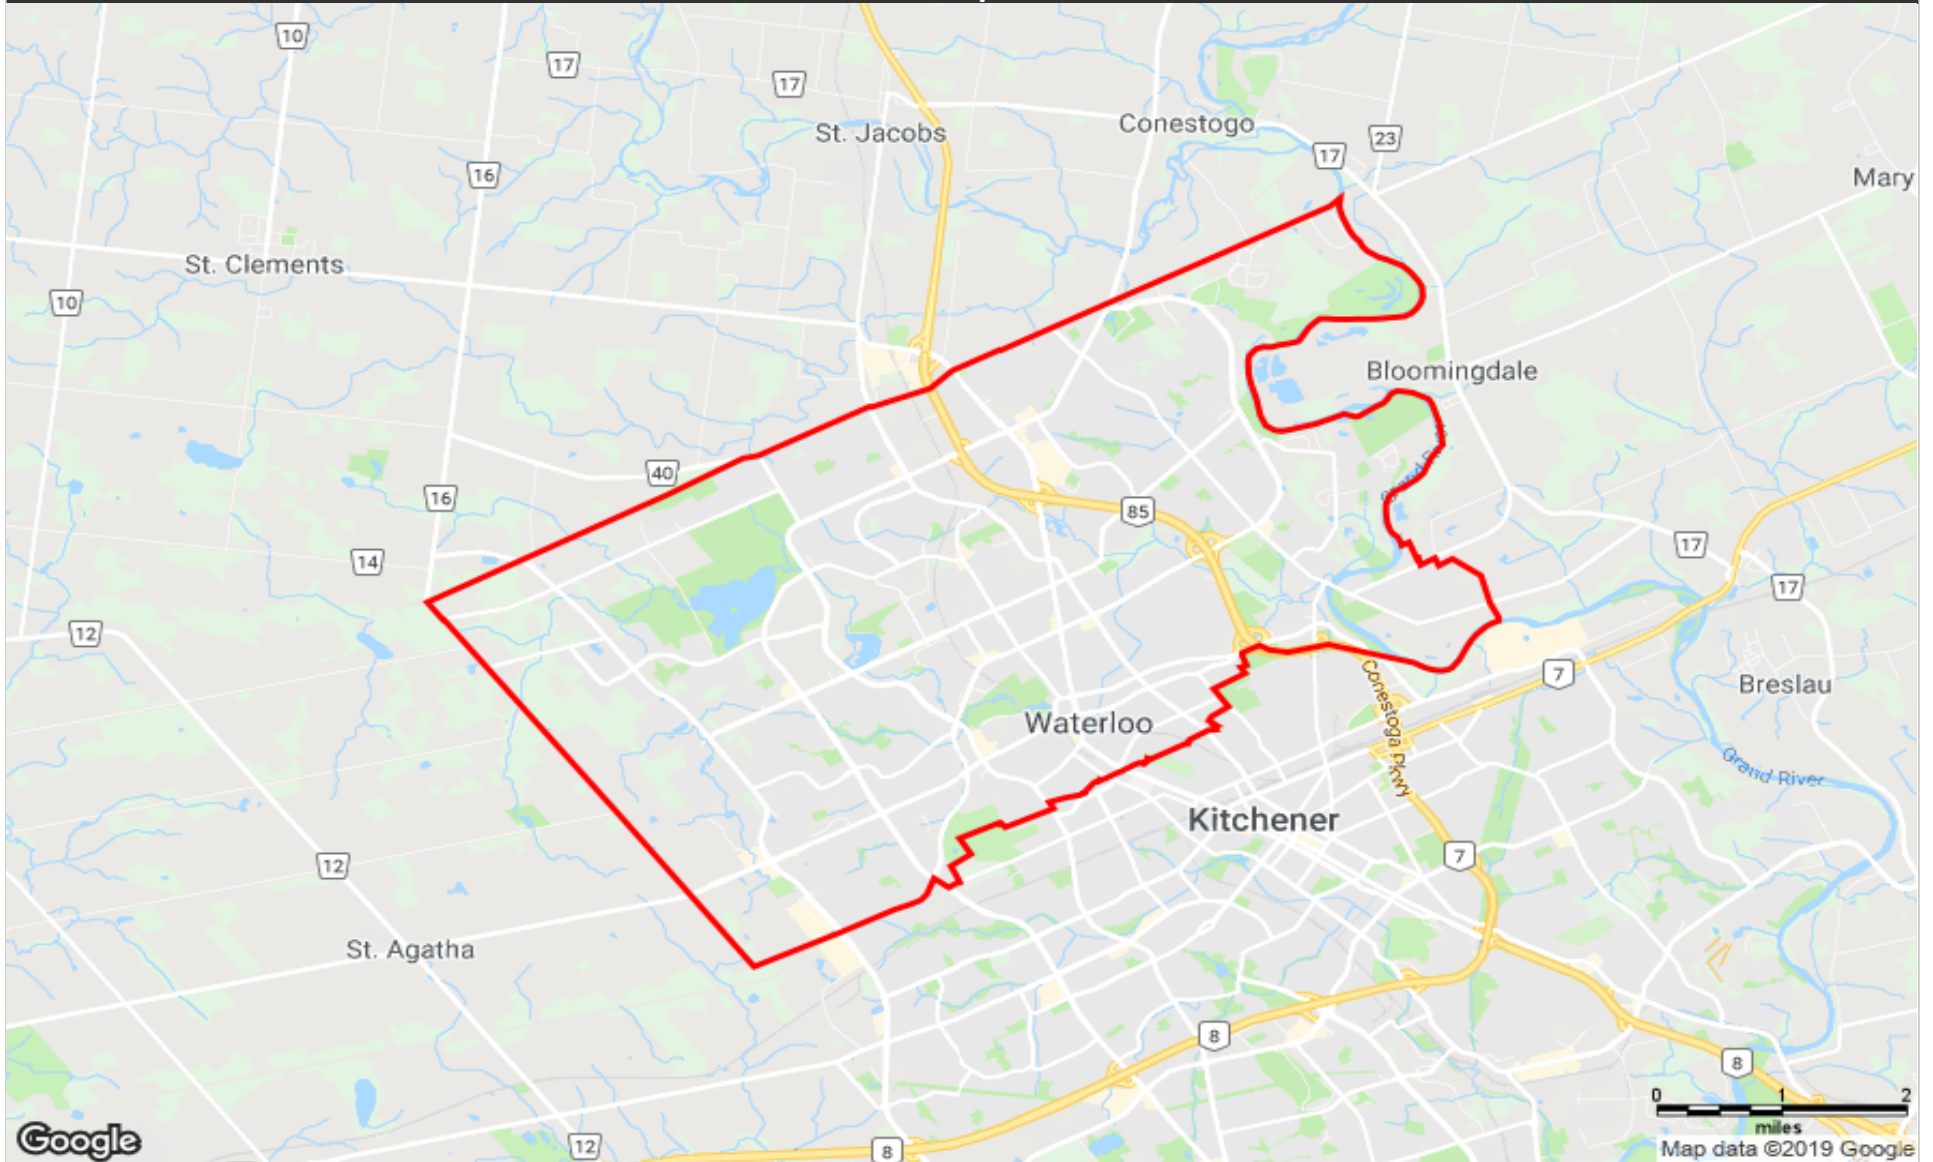 10
17
17
St. Jacobs
Conestogo
23
17
16
Mary
St. Clements
10
Bloomingdale
40
16
85
17
14
17
12
7
Breslau
Conestoga Pkwy
Waterloo
Grand River
Kitchener
7
12
St. Agatha
8
8
0 1 2
miles
12
8
Google
Map data ©2019 Google